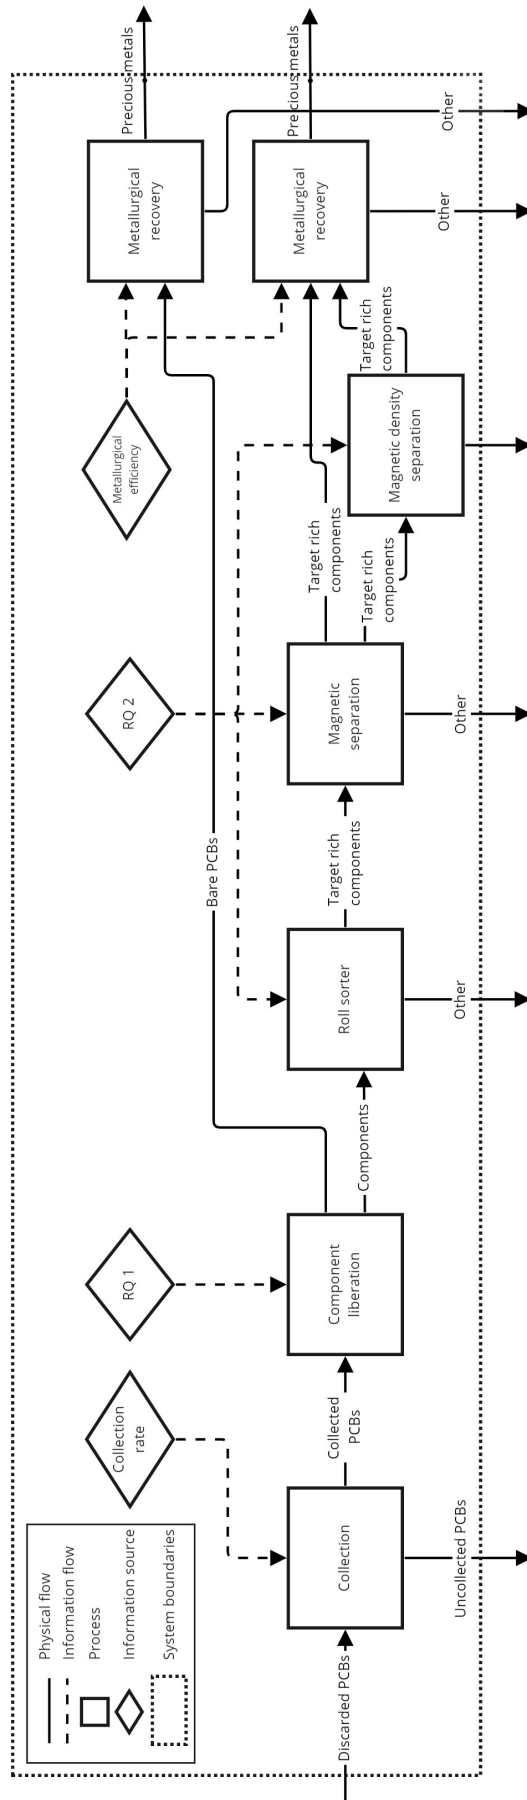 Physical flow
Information flow
Process
Information source
System boundaries
Discarded PCBs
Collection
Uncollected PCBs
Collection
rate
Collected
PCBs
RQ 1
Component
liberation
Components
Bare PCBs
Roll sorter
Other
Target rich
components
RQ 2
Magnetic
separation
Other
Target rich
components
Target rich
components
Magnetic density
separation
Target rich
components
Metallurgical
efficiency
Metallurgical
recovery
Precious metals
Other
Metallurgical
recovery
Precious metals
Other